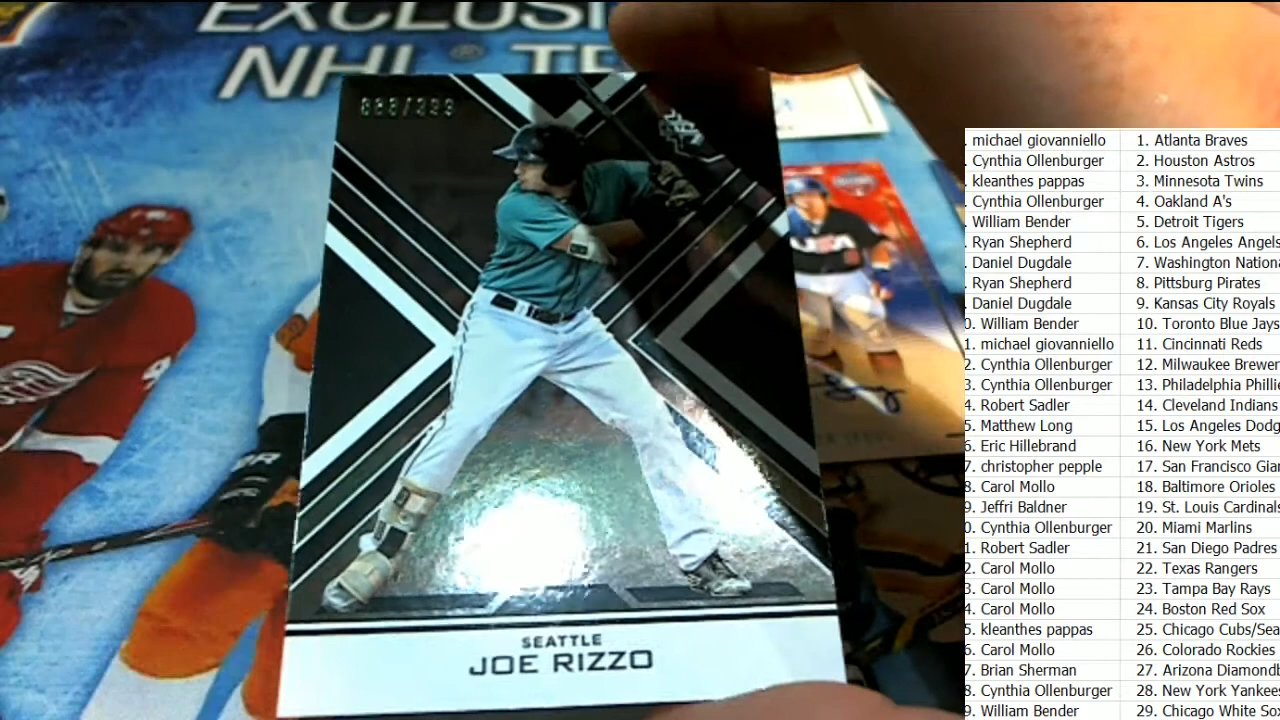 EXCLUSI
NHL® TR
SEATTLE
JOE RIZZO
. michael giovanniello 1. Atlanta Braves
. Cynthia Ollenburger 2. Houston Astros
. kleanthes pappas 3. Minnesota Twins
. Cynthia Ollenburger 4. Oakland A's
. William Bender 5. Detroit Tigers
. Ryan Shepherd 6. Los Angeles Angels
. Daniel Dugdale 7. Washington Nationa
. Ryan Shepherd 8. Pittsburg Pirates
. Daniel Dugdale 9. Kansas City Royals
0. William Bender 10. Toronto Blue Jays
1. michael giovanniello 11. Cincinnati Reds
2. Cynthia Ollenburger 12. Milwaukee Brewer
3. Cynthia Ollenburger 13. Philadelphia Philli
4. Robert Sadler 14. Cleveland Indians
5. Matthew Long 15. Los Angeles Dodg
6. Eric Hillebrand 16. New York Mets
7. christopher pepple 17. San Francisco Gia
8. Carol Mollo 18. Baltimore Orioles
9. Jeffri Baldner 19. St. Louis Cardinals
0. Cynthia Ollenburger 20. Miami Marlins
1. Robert Sadler 21. San Diego Padres
2. Carol Mollo 22. Texas Rangers
3. Carol Mollo 23. Tampa Bay Rays
4. Carol Mollo 24. Boston Red Sox
5. kleanthes pappas 25. Chicago Cubs/Sea
6. Carol Mollo 26. Colorado Rockies
7. Brian Sherman 27. Arizona Diamondb
8. Cynthia Ollenburger 28. New York Yankees
9. William Bender 29. Chicago White Sox